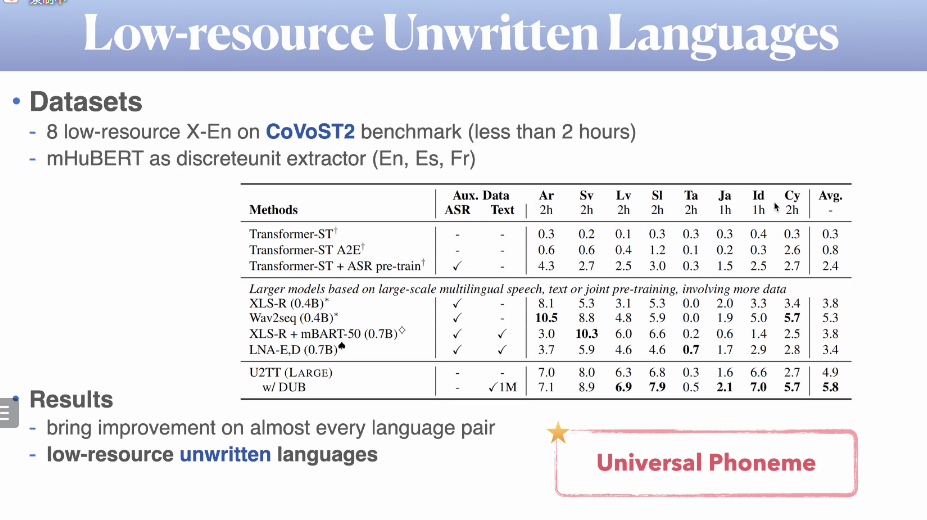 Low-resource Unwritten Languages
• Datasets
- 8 low-resource X-En on CoVoST2 benchmark (less than 2 hours)
- mHuBERT as discreteunit extractor (En, Es, Fr)
Aux. Data Ar Sv Lv Sl Ta Ja Id Cy Avg.
Methods ASR Text 2h 2h 2h 2h 2h 1h 1h 2h -
Transformer-ST† - - 0.3 0.2 0.1 0.3 0.3 0.3 0.4 0.3 0.3
Transformer-ST A2E† - - 0.6 0.6 0.4 1.2 0.1 0.2 0.3 2.6 0.8
Transformer-ST + ASR pre-train† ✓ - 4.3 2.7 2.5 3.0 0.3 1.5 2.5 2.7 2.4
Larger models based on large-scale multilingual speech, text or joint pre-training, involving more data
XLS-R (0.4B)* ✓ - 8.1 5.3 3.1 5.3 0.0 2.0 3.3 3.4 3.8
Wav2seq (0.4B)* ✓ - 10.5 8.8 4.8 5.9 0.0 1.9 5.0 5.7 5.3
XLS-R + mBART-50 (0.7B)◇ ✓ ✓ 3.0 10.3 6.0 6.6 0.2 0.6 1.4 2.5 3.8
LNA-E,D (0.7B)♠ ✓ ✓ 3.7 5.9 4.6 4.6 0.7 1.7 2.9 2.8 3.4
U2TT (LARGE) - - 7.0 8.0 6.3 6.8 0.3 1.6 6.6 2.7 4.9
w/ DUB - ✓1M 7.1 8.9 6.9 7.9 0.5 2.1 7.0 5.7 5.8
• Results
- bring improvement on almost every language pair
- low-resource unwritten languages
Universal Phoneme